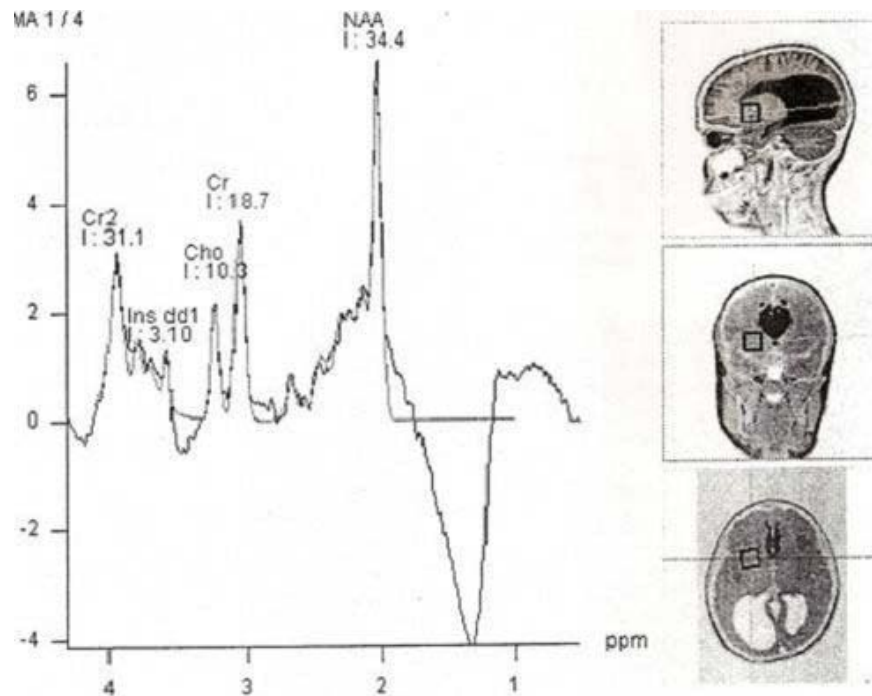 MA 1 / 4
NAA
I : 34.4
6
Cr
I : 18.7
Cr2
I : 31.1
4
Cho
I : 10.3
Ins dd1
I : 3.10
2
0
-2
-4
ppm
4
3
2
1